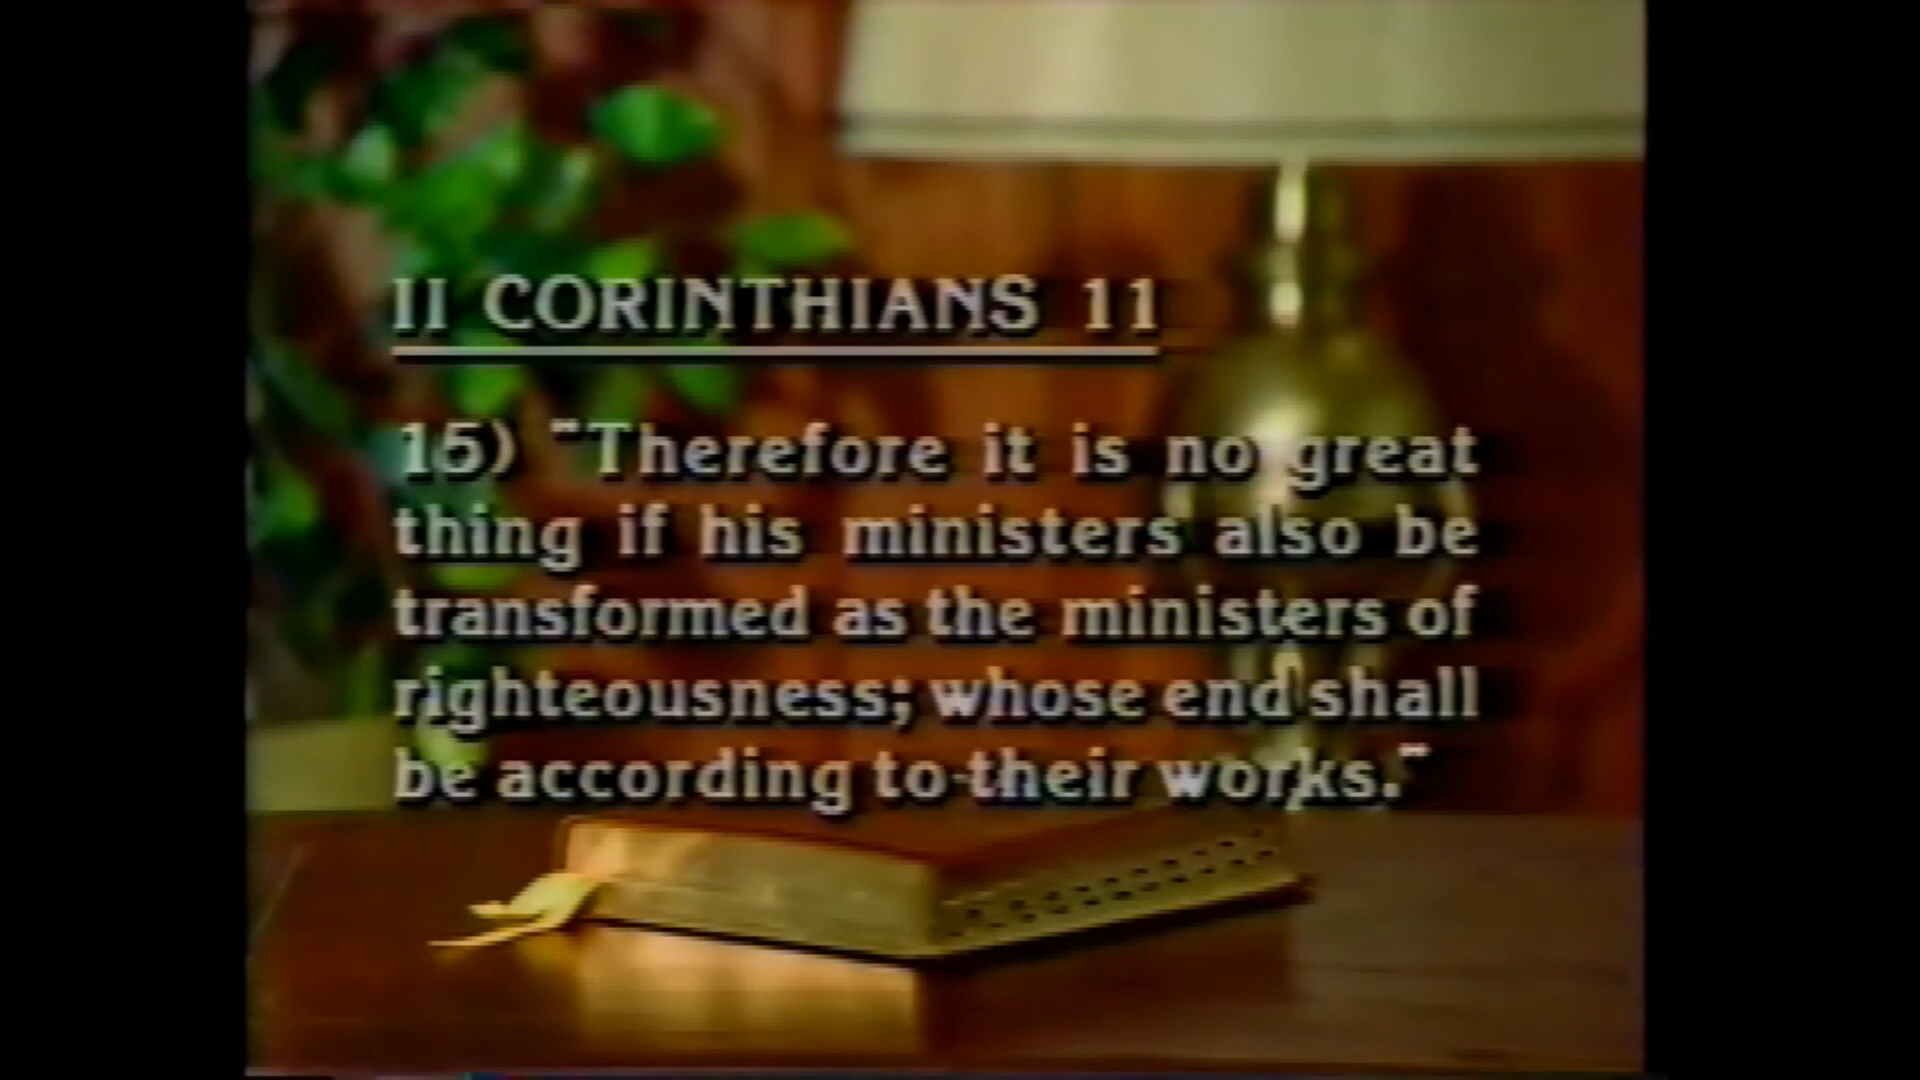 II CORINTHIANS 11
15) "Therefore it is no great
thing if his ministers also be
transformed as the ministers of
righteousness; whose end shall
be according to their works."